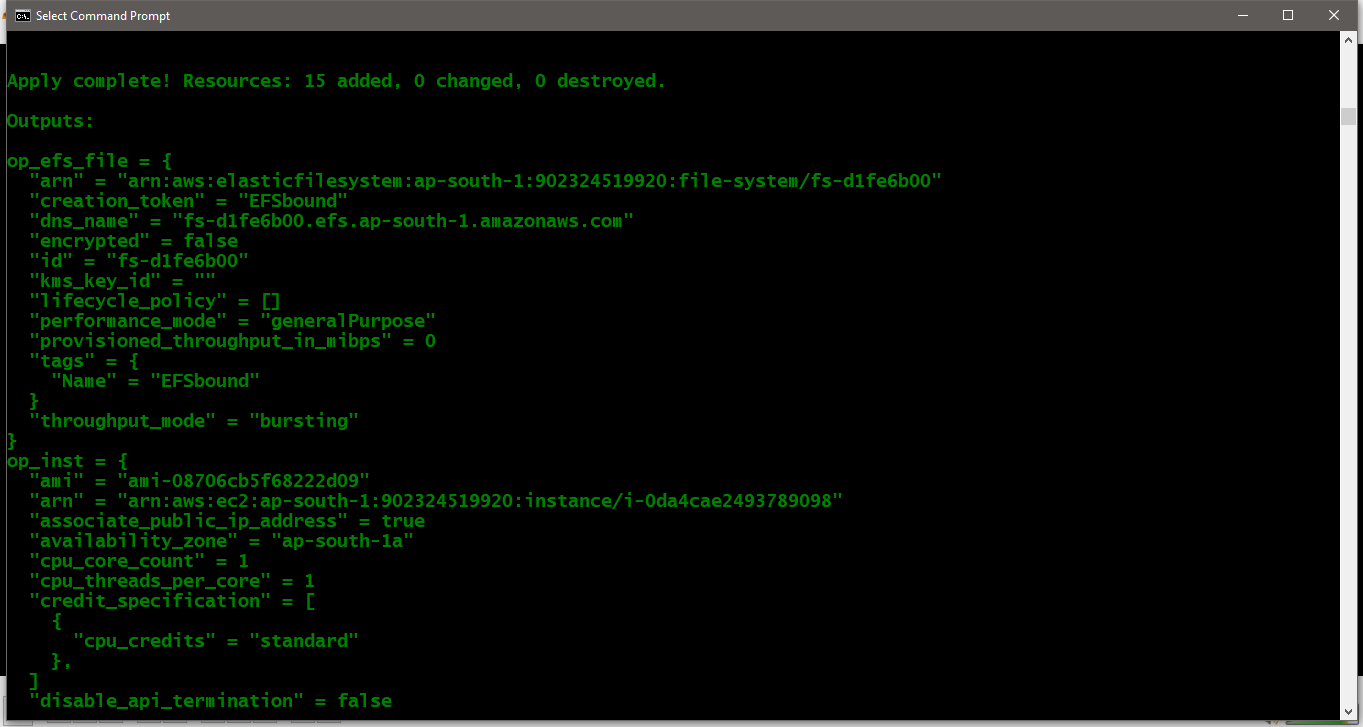 Select Command Prompt
Apply complete! Resources: 15 added, 0 changed, 0 destroyed.
Outputs:
op_efs_file = {
  "arn" = "arn:aws:elasticfilesystem:ap-south-1:902324519920:file-system/fs-d1fe6b00"
  "creation_token" = "EFSbound"
  "dns_name" = "fs-d1fe6b00.efs.ap-south-1.amazonaws.com"
  "encrypted" = false
  "id" = "fs-d1fe6b00"
  "kms_key_id" = ""
  "lifecycle_policy" = []
  "performance_mode" = "generalPurpose"
  "provisioned_throughput_in_mibps" = 0
  "tags" = {
    "Name" = "EFSbound"
  }
  "throughput_mode" = "bursting"
}
op_inst = {
  "ami" = "ami-08706cb5f68222d09"
  "arn" = "arn:aws:ec2:ap-south-1:902324519920:instance/i-0da4cae2493789098"
  "associate_public_ip_address" = true
  "availability_zone" = "ap-south-1a"
  "cpu_core_count" = 1
  "cpu_threads_per_core" = 1
  "credit_specification" = [
    {
      "cpu_credits" = "standard"
    },
  ]
  "disable_api_termination" = false